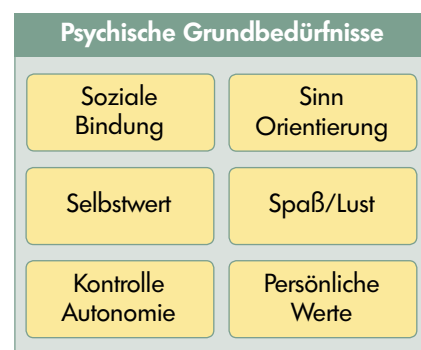 Psychische Grundbedürfnisse
Soziale
Bindung
Sinn
Orientierung
Selbstwert
Spaß/Lust
Kontrolle
Autonomie
Persönliche
Werte